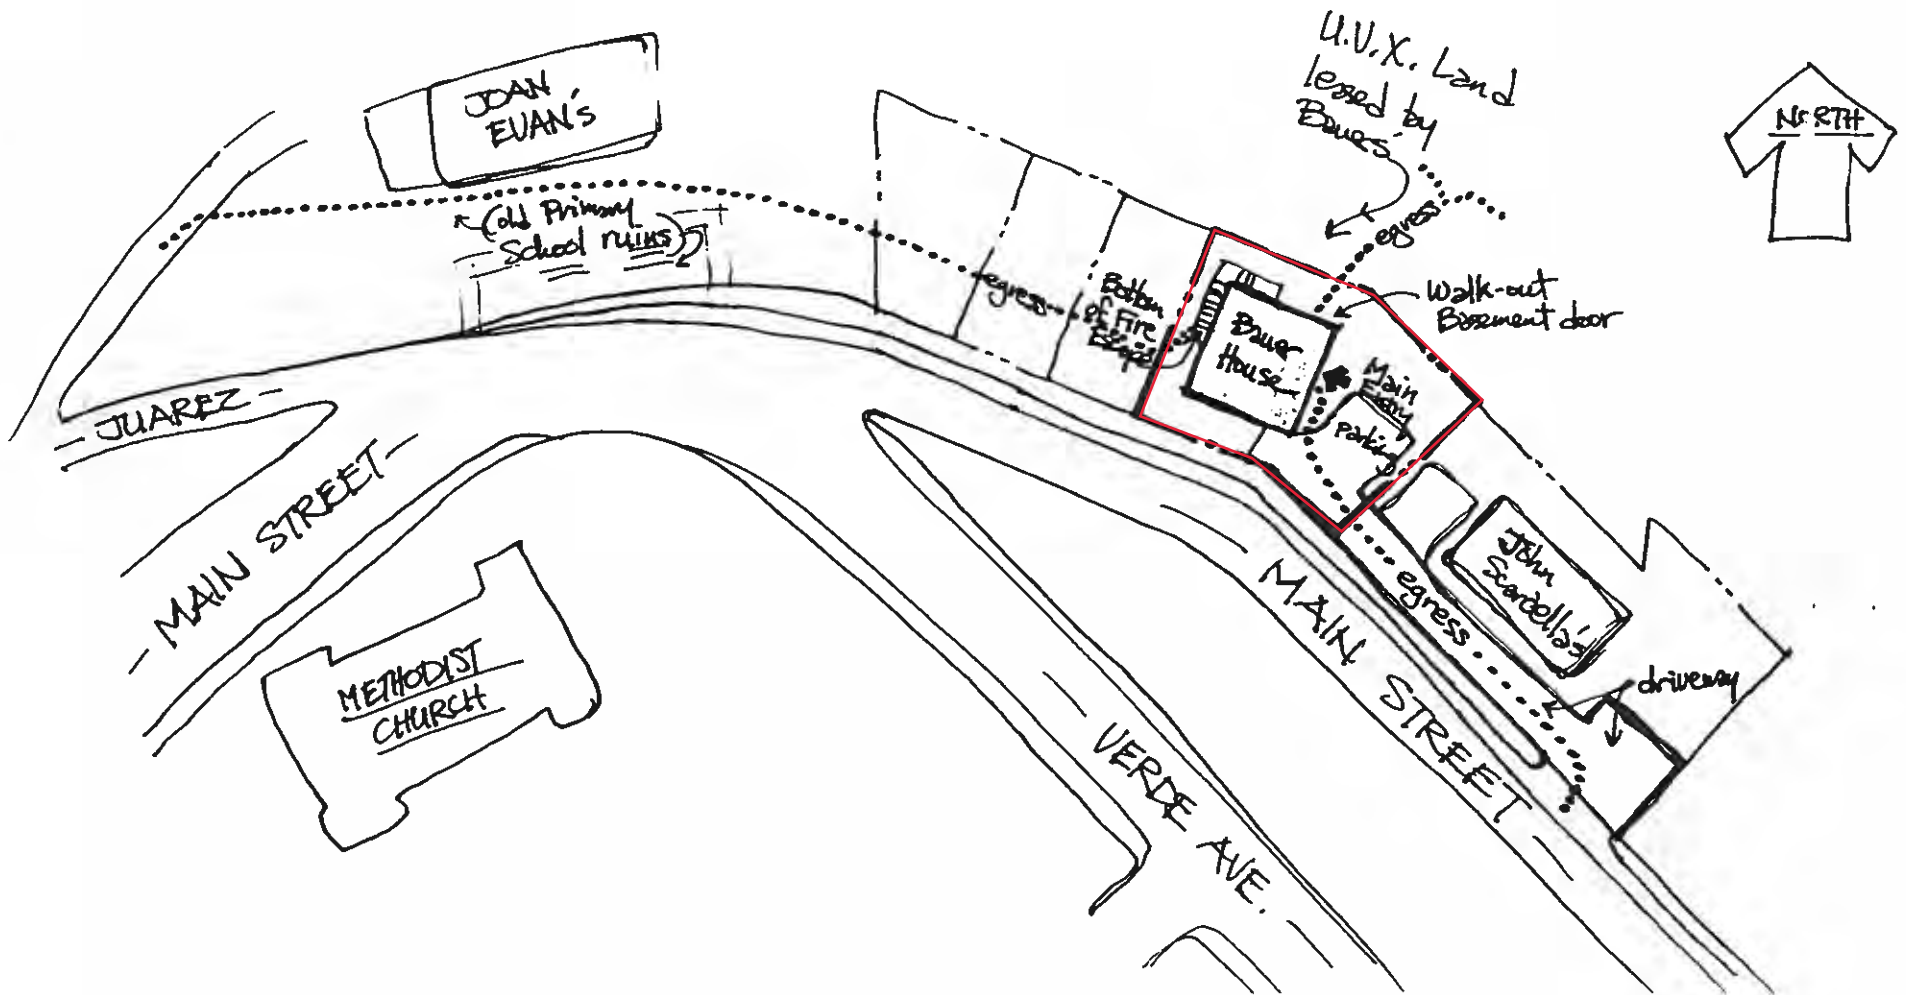 JOAN
EVAN's
U.V.X. Land
lessed by
Bauers'
NORTH
(old Primary
School ruins)
egress
egress
Bottom
of Fire
Escape
Walk-out
Basement door
Bauer
House
Main
Entry
Parking
JUAREZ
MAIN STREET
METHODIST
CHURCH
MAIN STREET
VERDE AVE.
egress
John
Scardella's
driveway